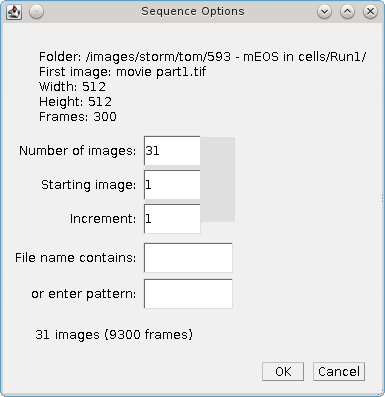 Sequence Options
Folder: /images/storm/tom/593 - mEOS in cells/Run1/
First image: movie part1.tif
Width: 512
Height: 512
Frames: 300
Number of images: 31
Starting image: 1
Increment: 1
File name contains:
or enter pattern:
31 images (9300 frames)
OK Cancel